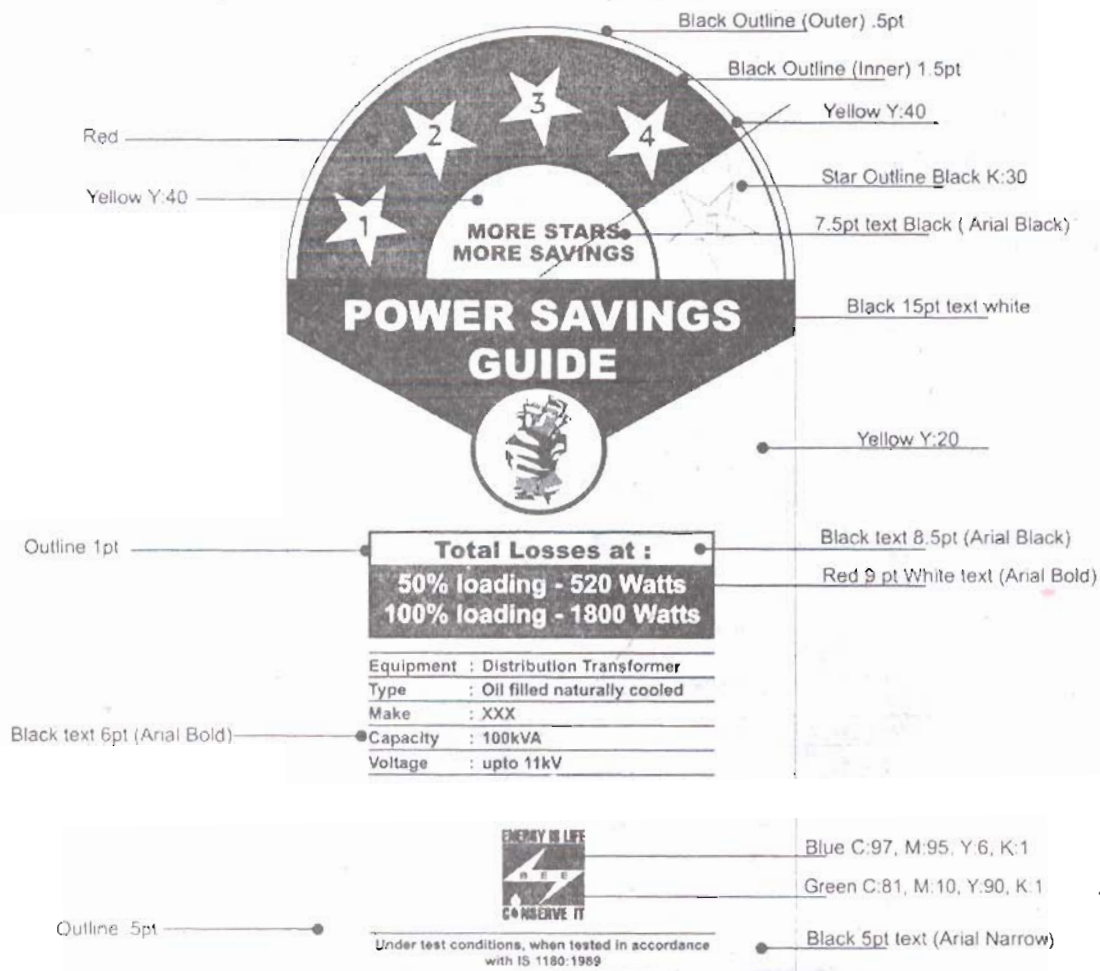 Black Outline (Outer) .5pt
Black Outline (Inner) 1.5pt
Yellow Y:40
Red
Star Outline Black K:30
Yellow Y:40
7.5pt text Black ( Arial Black)
1
2
3
4
MORE STARS
MORE SAVINGS
Black 15pt text white
POWER SAVINGS
GUIDE
Yellow Y:20
Outline 1pt
Total Losses at :
Black text 8.5pt (Arial Black)
50% loading - 520 Watts
Red 9 pt White text (Arial Bold)
100% loading - 1800 Watts
Equipment : Distribution Transformer
Type : Oil filled naturally cooled
Make : XXX
Black text 6pt (Arial Bold)
Capacity : 100kVA
Voltage : upto 11kV
ENERGY IS LIFE
BEE
CONSERVE IT
Blue C:97, M:95, Y:6, K:1
Green C:81, M:10, Y:90, K:1
Outline .5pt
Under test conditions, when tested in accordance
with IS 1180:1989
Black 5pt text (Arial Narrow)